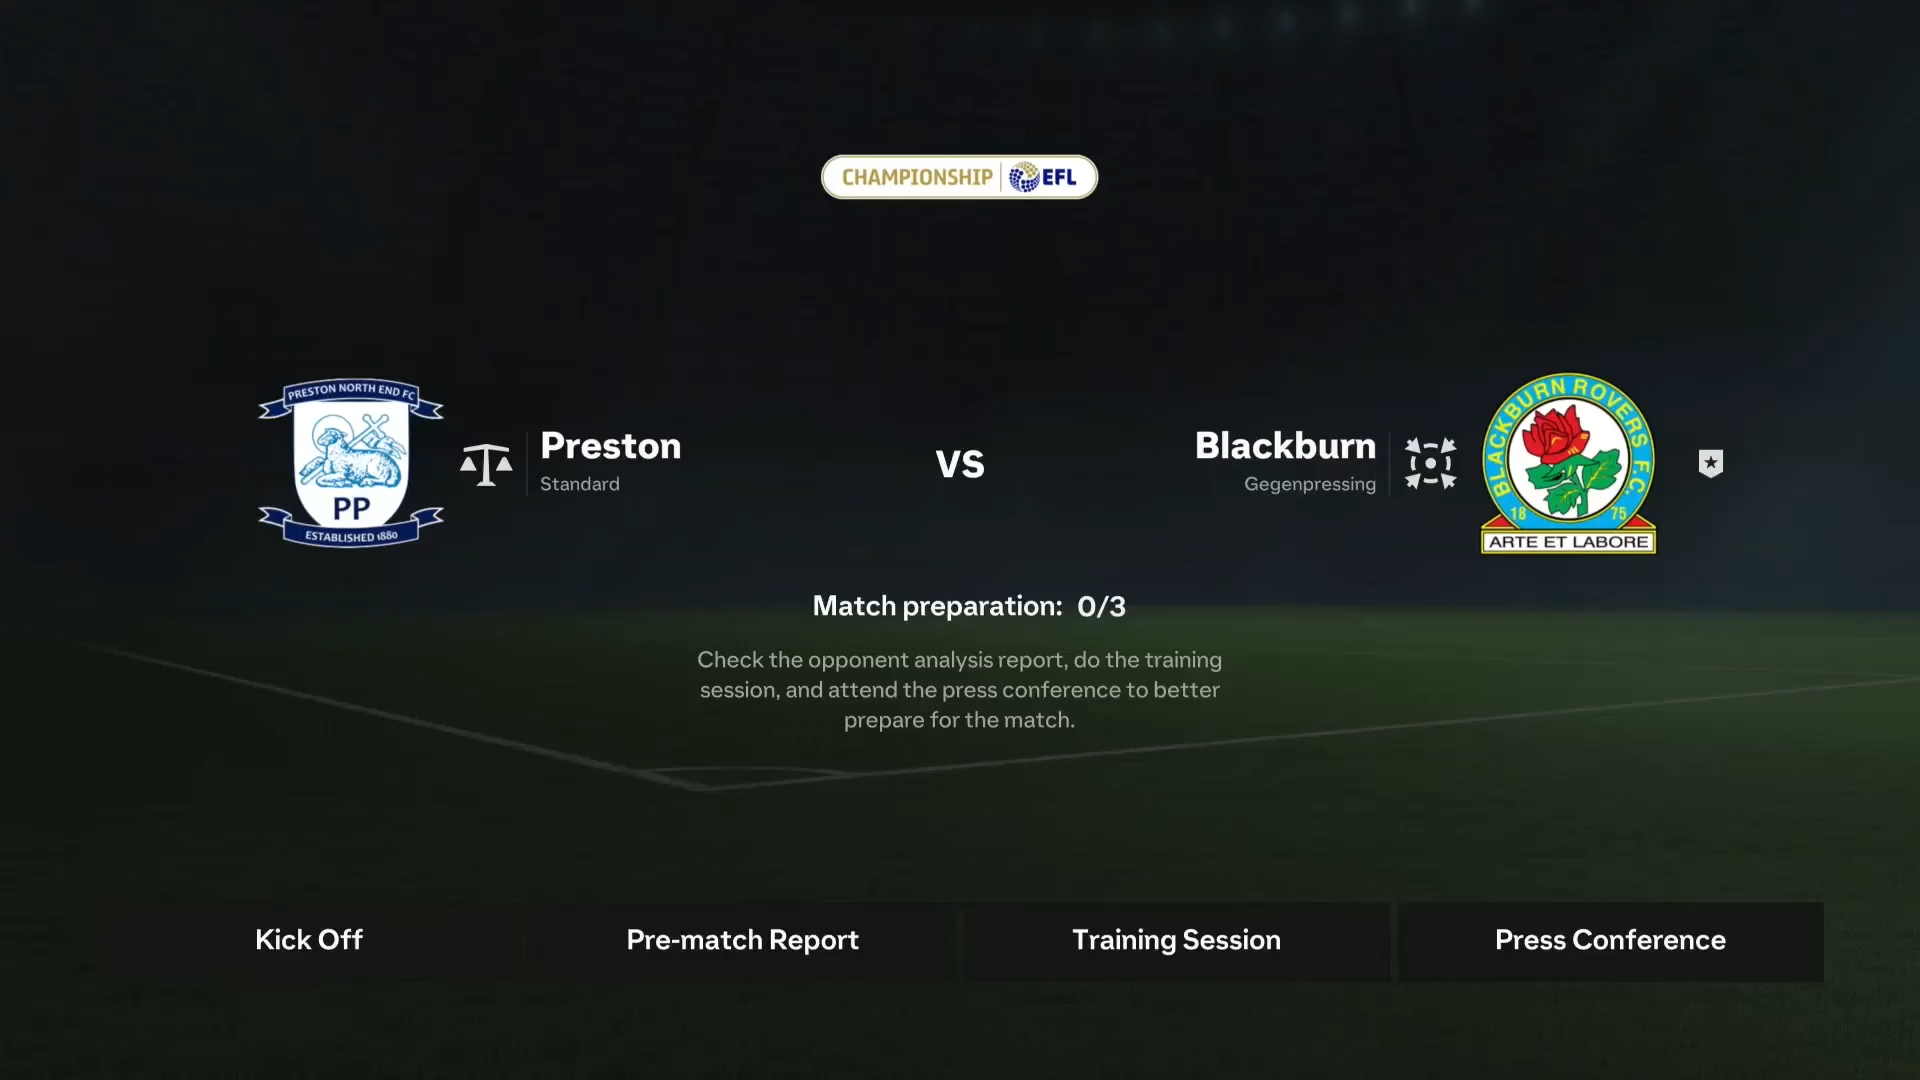 CHAMPIONSHIP EFL
PRESTON NORTH END FC
PP
ESTABLISHED 1880
Preston
Standard
VS
Blackburn
Gegenpressing
BLACKBURN ROVERS F.C.
18 75
ARTE ET LABORE
Match preparation: 0/3
Check the opponent analysis report, do the training
session, and attend the press conference to better
prepare for the match.
Kick Off
Pre-match Report
Training Session
Press Conference